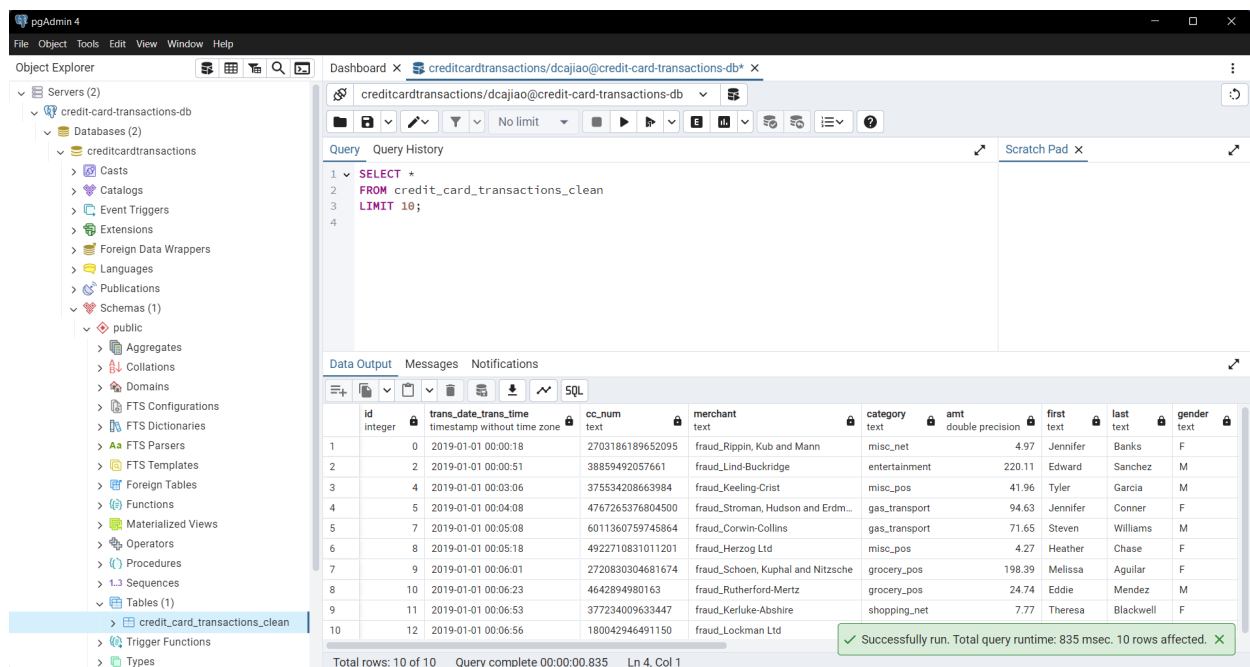 pgAdmin 4
File Object Tools Edit View Window Help
Object Explorer
Dashboard
creditcardtransactions/dcajiao@credit-card-transactions-db*
Servers (2)
credit-card-transactions-db
Databases (2)
creditcardtransactions
Casts
Catalogs
Event Triggers
Extensions
Foreign Data Wrappers
Languages
Publications
Schemas (1)
public
Aggregates
Collations
Domains
FTS Configurations
FTS Dictionaries
Aa FTS Parsers
FTS Templates
Foreign Tables
Functions
Materialized Views
Operators
Procedures
1..3 Sequences
Tables (1)
credit_card_transactions_clean
Trigger Functions
Types
creditcardtransactions/dcajiao@credit-card-transactions-db
No limit
E
Query Query History
Scratch Pad
1 SELECT *
2 FROM credit_card_transactions_clean
3 LIMIT 10;
4
Data Output Messages Notifications
SQL
id integer trans_date_trans_time timestamp without time zone cc_num text merchant text category text amt double precision first text last text gender text
1 0 2019-01-01 00:00:18 2703186189652095 fraud_Rippin, Kub and Mann misc_net 4.97 Jennifer Banks F
2 2 2019-01-01 00:00:51 38859492057661 fraud_Lind-Buckridge entertainment 220.11 Edward Sanchez M
3 4 2019-01-01 00:03:06 375534208663984 fraud_Keeling-Crist misc_pos 41.96 Tyler Garcia M
4 5 2019-01-01 00:04:08 4767265376804500 fraud_Stroman, Hudson and Erdm... gas_transport 94.63 Jennifer Conner F
5 7 2019-01-01 00:05:08 6011360759745864 fraud_Corwin-Collins gas_transport 71.65 Steven Williams M
6 8 2019-01-01 00:05:18 4922710831011201 fraud_Herzog Ltd misc_pos 4.27 Heather Chase F
7 9 2019-01-01 00:06:01 2720830304681674 fraud_Schoen, Kuphal and Nitzsche grocery_pos 198.39 Melissa Aguilar F
8 10 2019-01-01 00:06:23 4642894980163 fraud_Rutherford-Mertz grocery_pos 24.74 Eddie Mendez M
9 11 2019-01-01 00:06:53 377234009633447 fraud_Kerluke-Abshire shopping_net 7.77 Theresa Blackwell F
10 12 2019-01-01 00:06:56 180042946491150 fraud_Lockman Ltd
Successfully run. Total query runtime: 835 msec. 10 rows affected.
Total rows: 10 of 10 Query complete 00:00:00.835 Ln 4, Col 1